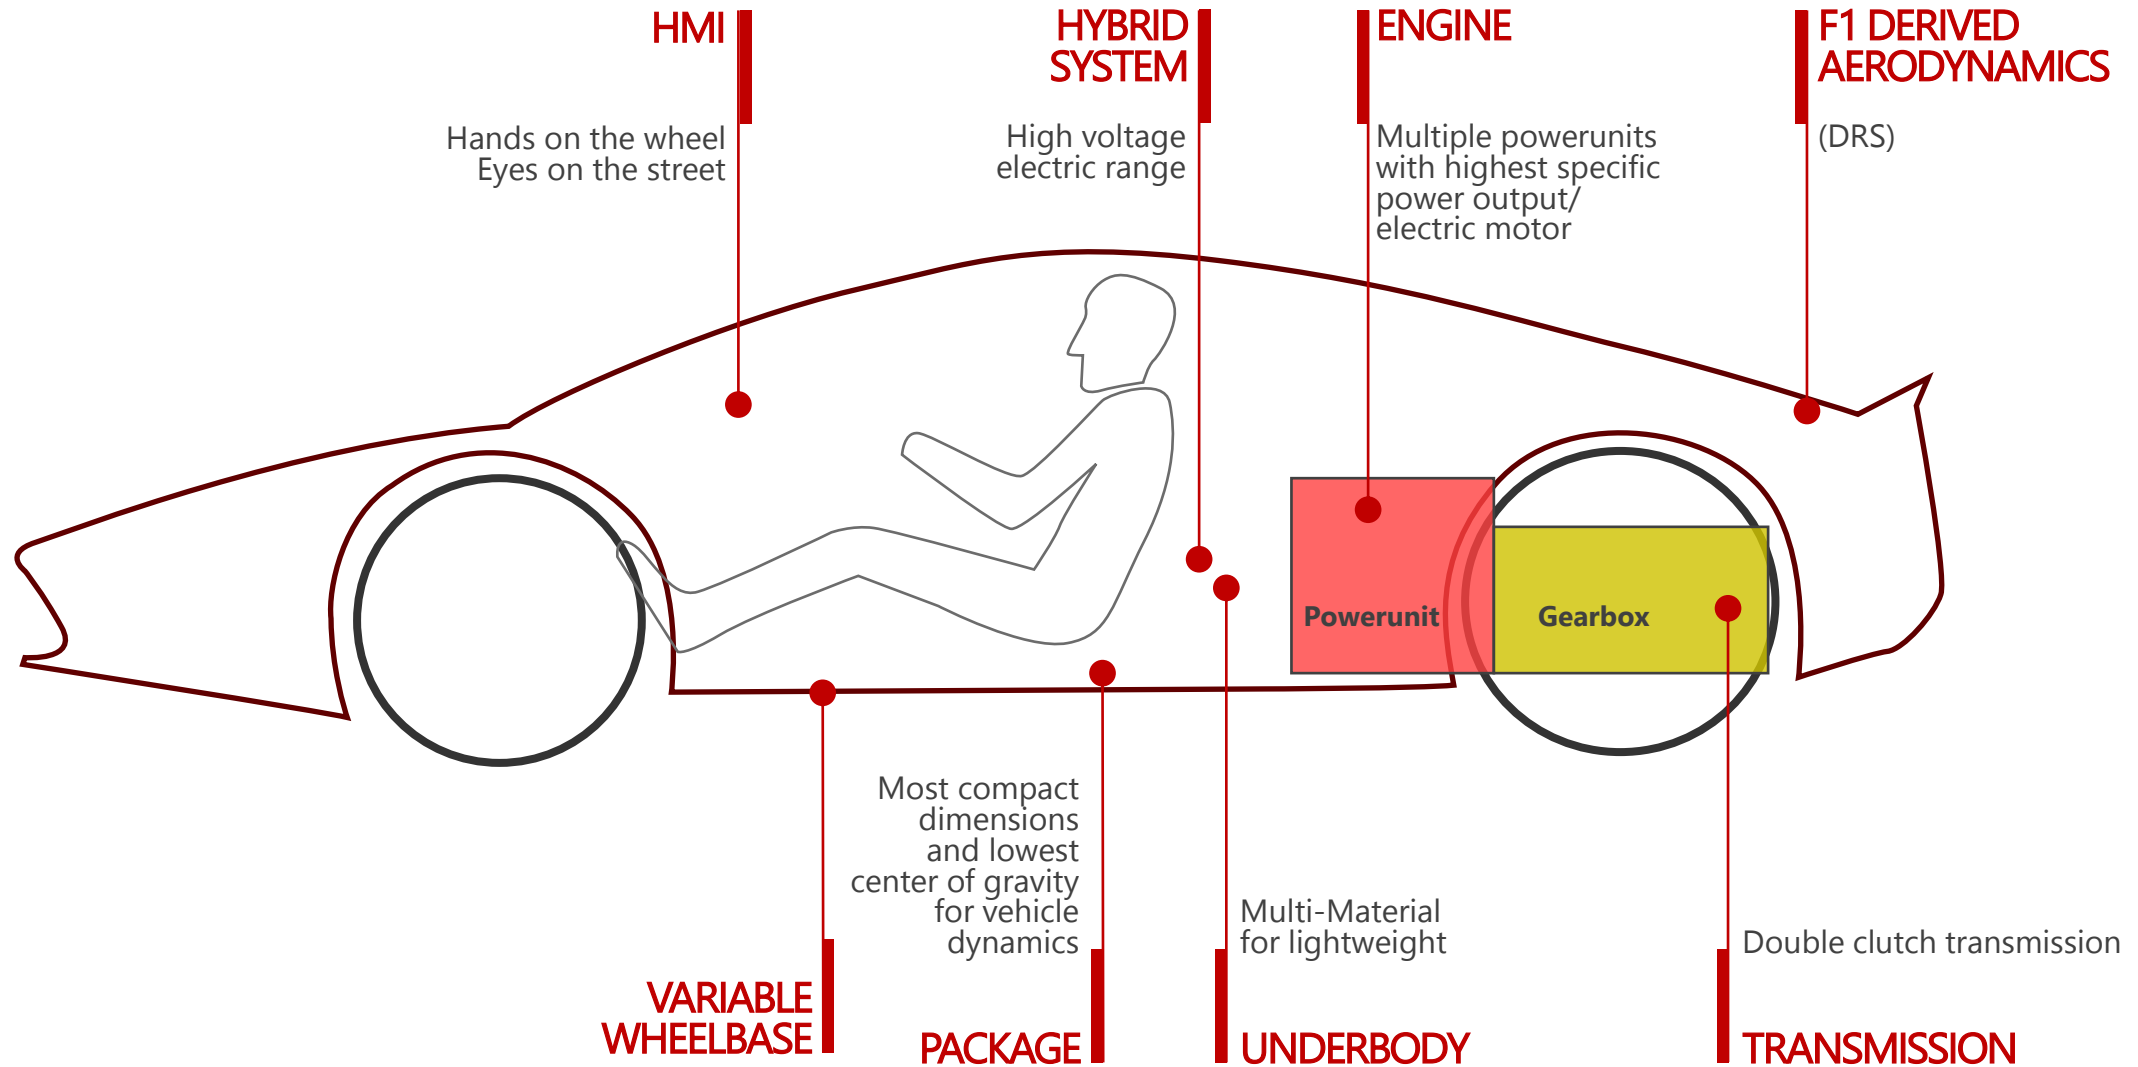 HMI
Hands on the wheel
Eyes on the street
HYBRID
SYSTEM
High voltage
electric range
ENGINE
Multiple powerunits
with highest specific
power output/
electric motor
F1 DERIVED
AERODYNAMICS
(DRS)
Powerunit
Gearbox
VARIABLE
WHEELBASE
Most compact
dimensions
and lowest
center of gravity
for vehicle
dynamics
PACKAGE
Multi-Material
for lightweight
UNDERBODY
Double clutch transmission
TRANSMISSION